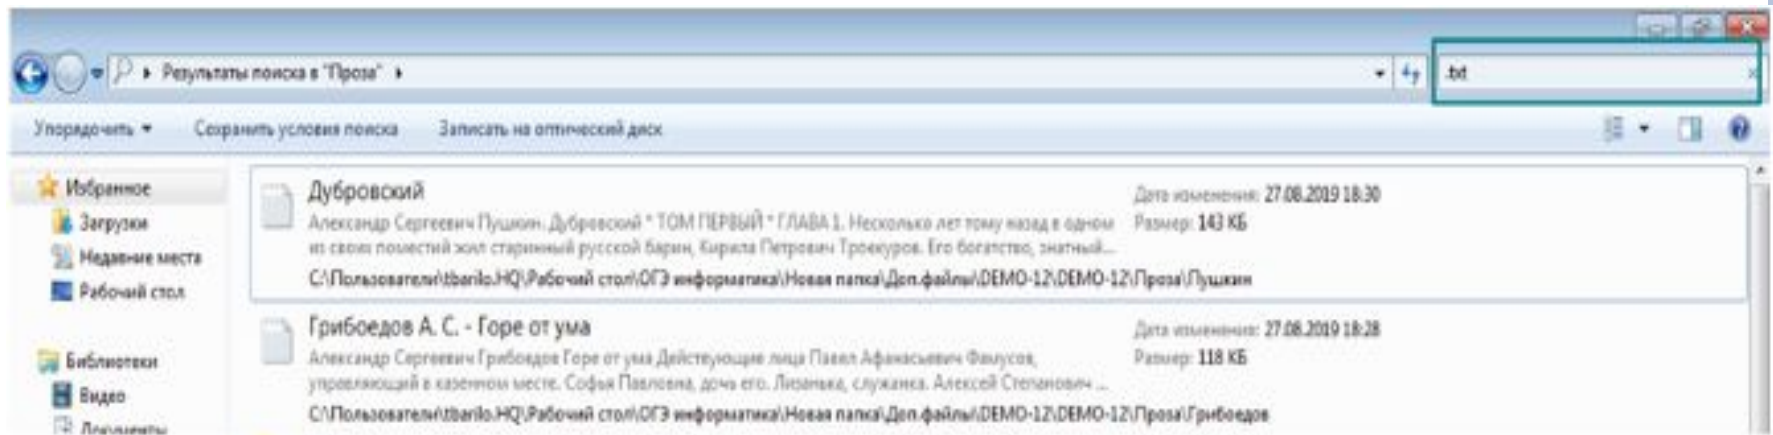 Результаты поиска в "Проза"
.txt
Упорядочить Сохранить условия поиска Записать на оптический диск
Избранное
Загрузки
Недавние места
Рабочий стол
Библиотеки
Видео
Документы
Дубровский
Дата изменения: 27.08.2019 18:30
Александр Сергеевич Пушкин. Дубровский * ТОМ ПЕРВЫЙ * ГЛАВА 1. Несколько лет тому назад в одном
Размер: 143 КБ
из своих поместий жил старинный русской барин, Кирила Петрович Троекуров. Его богатство, знатный...
C:\Пользователи\tbarilo.HQ\Рабочий стол\ОГЭ информатика\Новая папка\Доп.файлы\DEMO-12\DEMO-12\Проза\Пушкин
Грибоедов А. С. - Горе от ума
Дата изменения: 27.08.2019 18:28
Александр Сергеевич Грибоедов Горе от ума Действующие лица Павел Афанасьевич Фамусов,
Размер: 118 КБ
управляющий в казенном месте. Софья Павловна, дочь его. Лизанька, служанка. Алексей Степанович ...
C:\Пользователи\tbarilo.HQ\Рабочий стол\ОГЭ информатика\Новая папка\Доп.файлы\DEMO-12\DEMO-12\Проза\Грибоедов